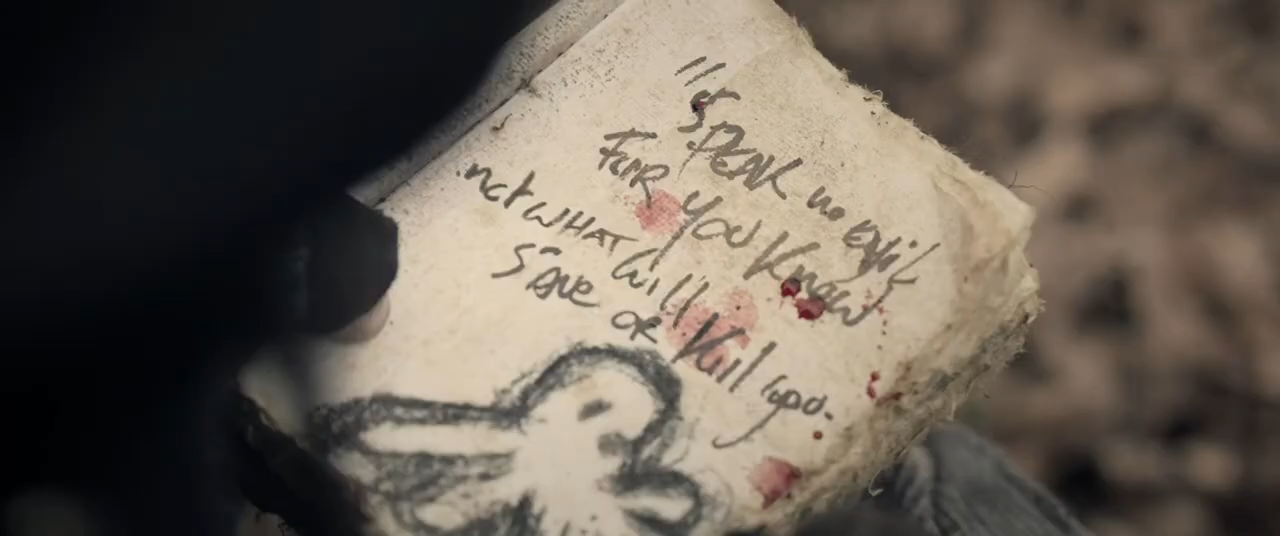 "SPEAK no EVIL
FOR YOU Know
not WHAT will
SAVE OR Kill you.